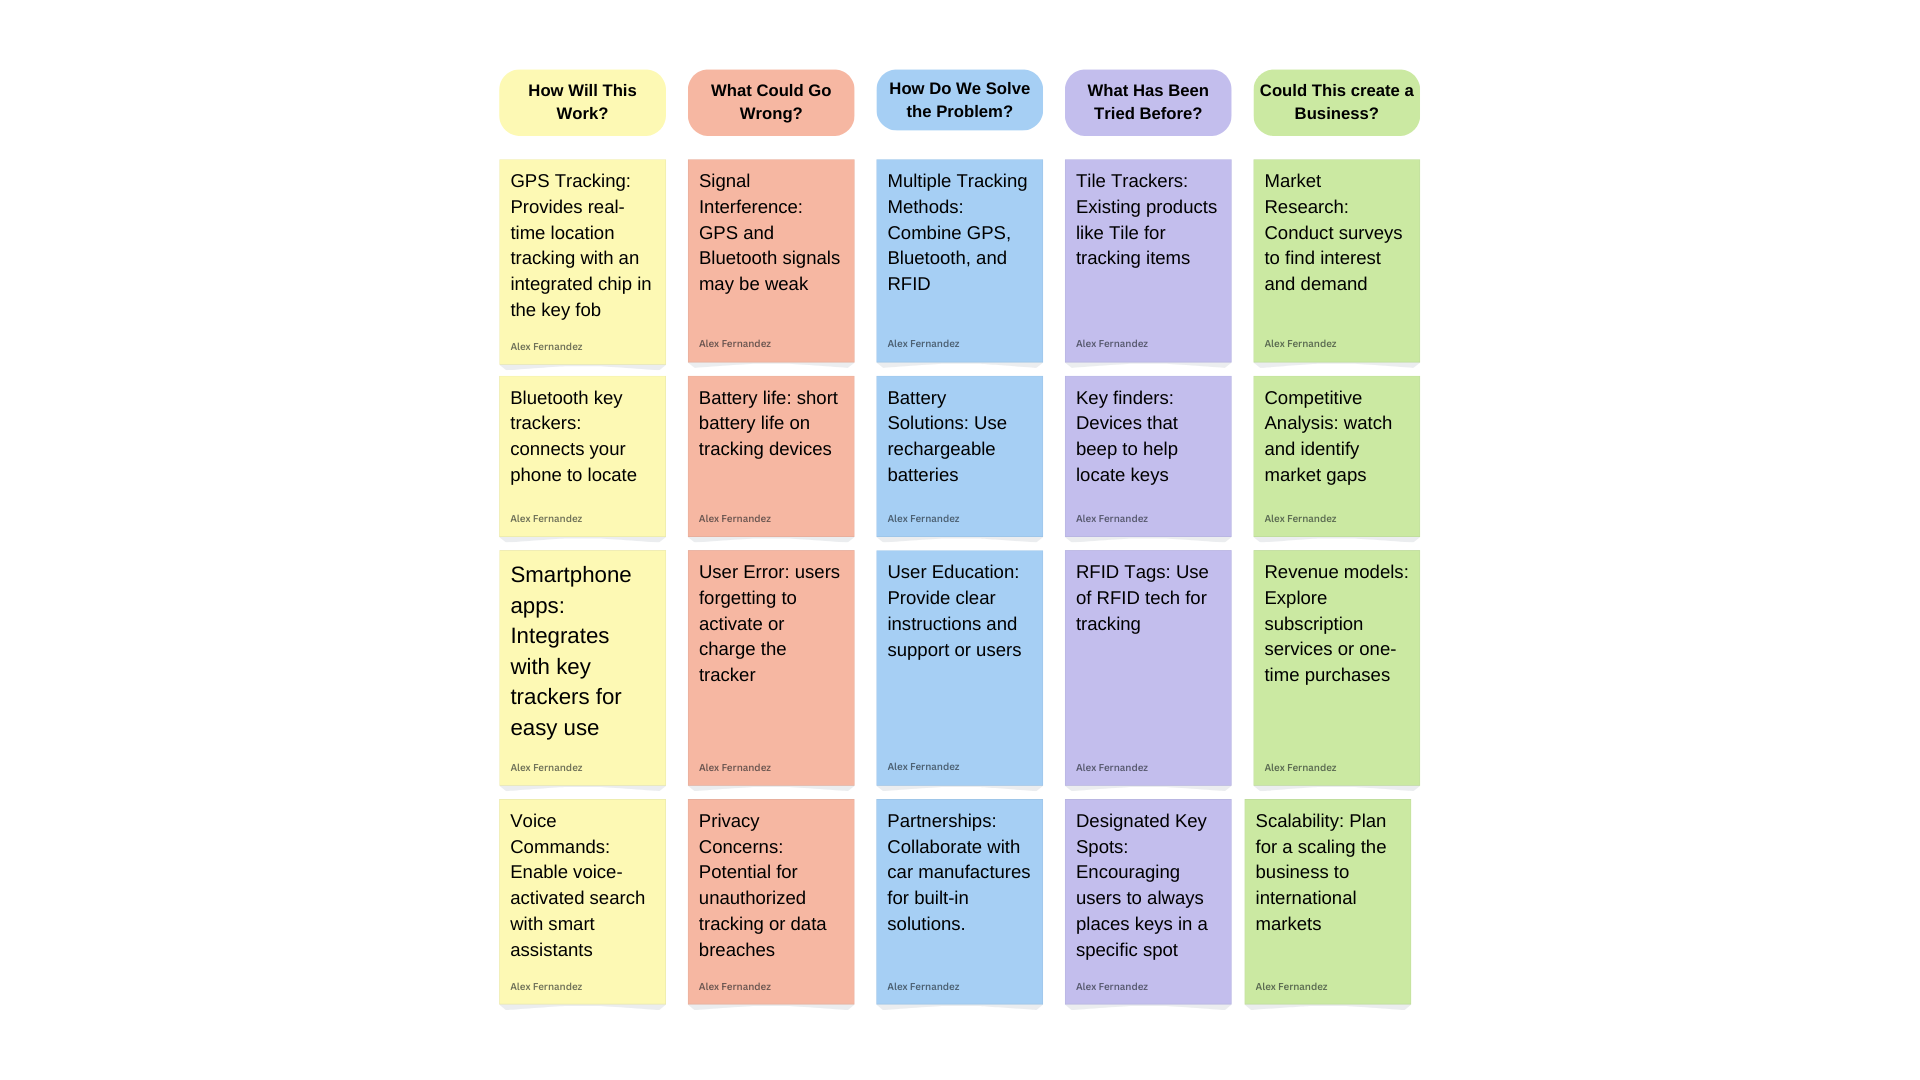 How Will This
Work?
What Could Go
Wrong?
How Do We Solve
the Problem?
What Has Been
Tried Before?
Could This create a
Business?
GPS Tracking:
Provides real-
time location
tracking with an
integrated chip in
the key fob
Alex Fernandez
Signal
Interference:
GPS and
Bluetooth signals
may be weak
Alex Fernandez
Multiple Tracking
Methods:
Combine GPS,
Bluetooth, and
RFID
Alex Fernandez
Tile Trackers:
Existing products
like Tile for
tracking items
Alex Fernandez
Market
Research:
Conduct surveys
to find interest
and demand
Alex Fernandez
Bluetooth key
trackers:
connects your
phone to locate
Alex Fernandez
Battery life: short
battery life on
tracking devices
Alex Fernandez
Battery
Solutions: Use
rechargeable
batteries
Alex Fernandez
Key finders:
Devices that
beep to help
locate keys
Alex Fernandez
Competitive
Analysis: watch
and identify
market gaps
Alex Fernandez
Smartphone
apps:
Integrates
with key
trackers for
easy use
Alex Fernandez
User Error: users
forgetting to
activate or
charge the
tracker
Alex Fernandez
User Education:
Provide clear
instructions and
support or users
Alex Fernandez
RFID Tags: Use
of RFID tech for
tracking
Alex Fernandez
Revenue models:
Explore
subscription
services or one-
time purchases
Alex Fernandez
Voice
Commands:
Enable voice-
activated search
with smart
assistants
Alex Fernandez
Privacy
Concerns:
Potential for
unauthorized
tracking or data
breaches
Alex Fernandez
Partnerships:
Collaborate with
car manufactures
for built-in
solutions.
Alex Fernandez
Designated Key
Spots:
Encouraging
users to always
places keys in a
specific spot
Alex Fernandez
Scalability: Plan
for a scaling the
business to
international
markets
Alex Fernandez